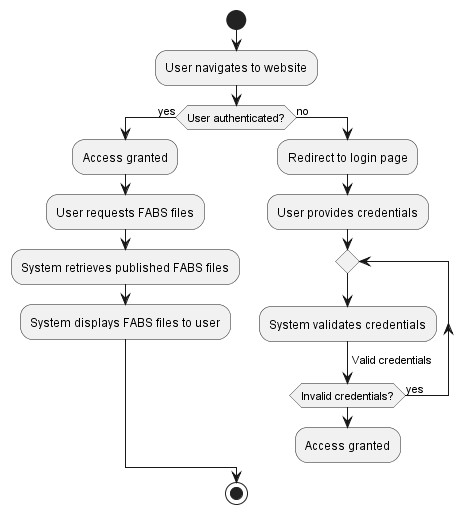 User navigates to website
yes
User authenticated?
no
Access granted
Redirect to login page
User requests FABS files
User provides credentials
System retrieves published FABS files
System displays FABS files to user
System validates credentials
Valid credentials
Invalid credentials?
yes
Access granted